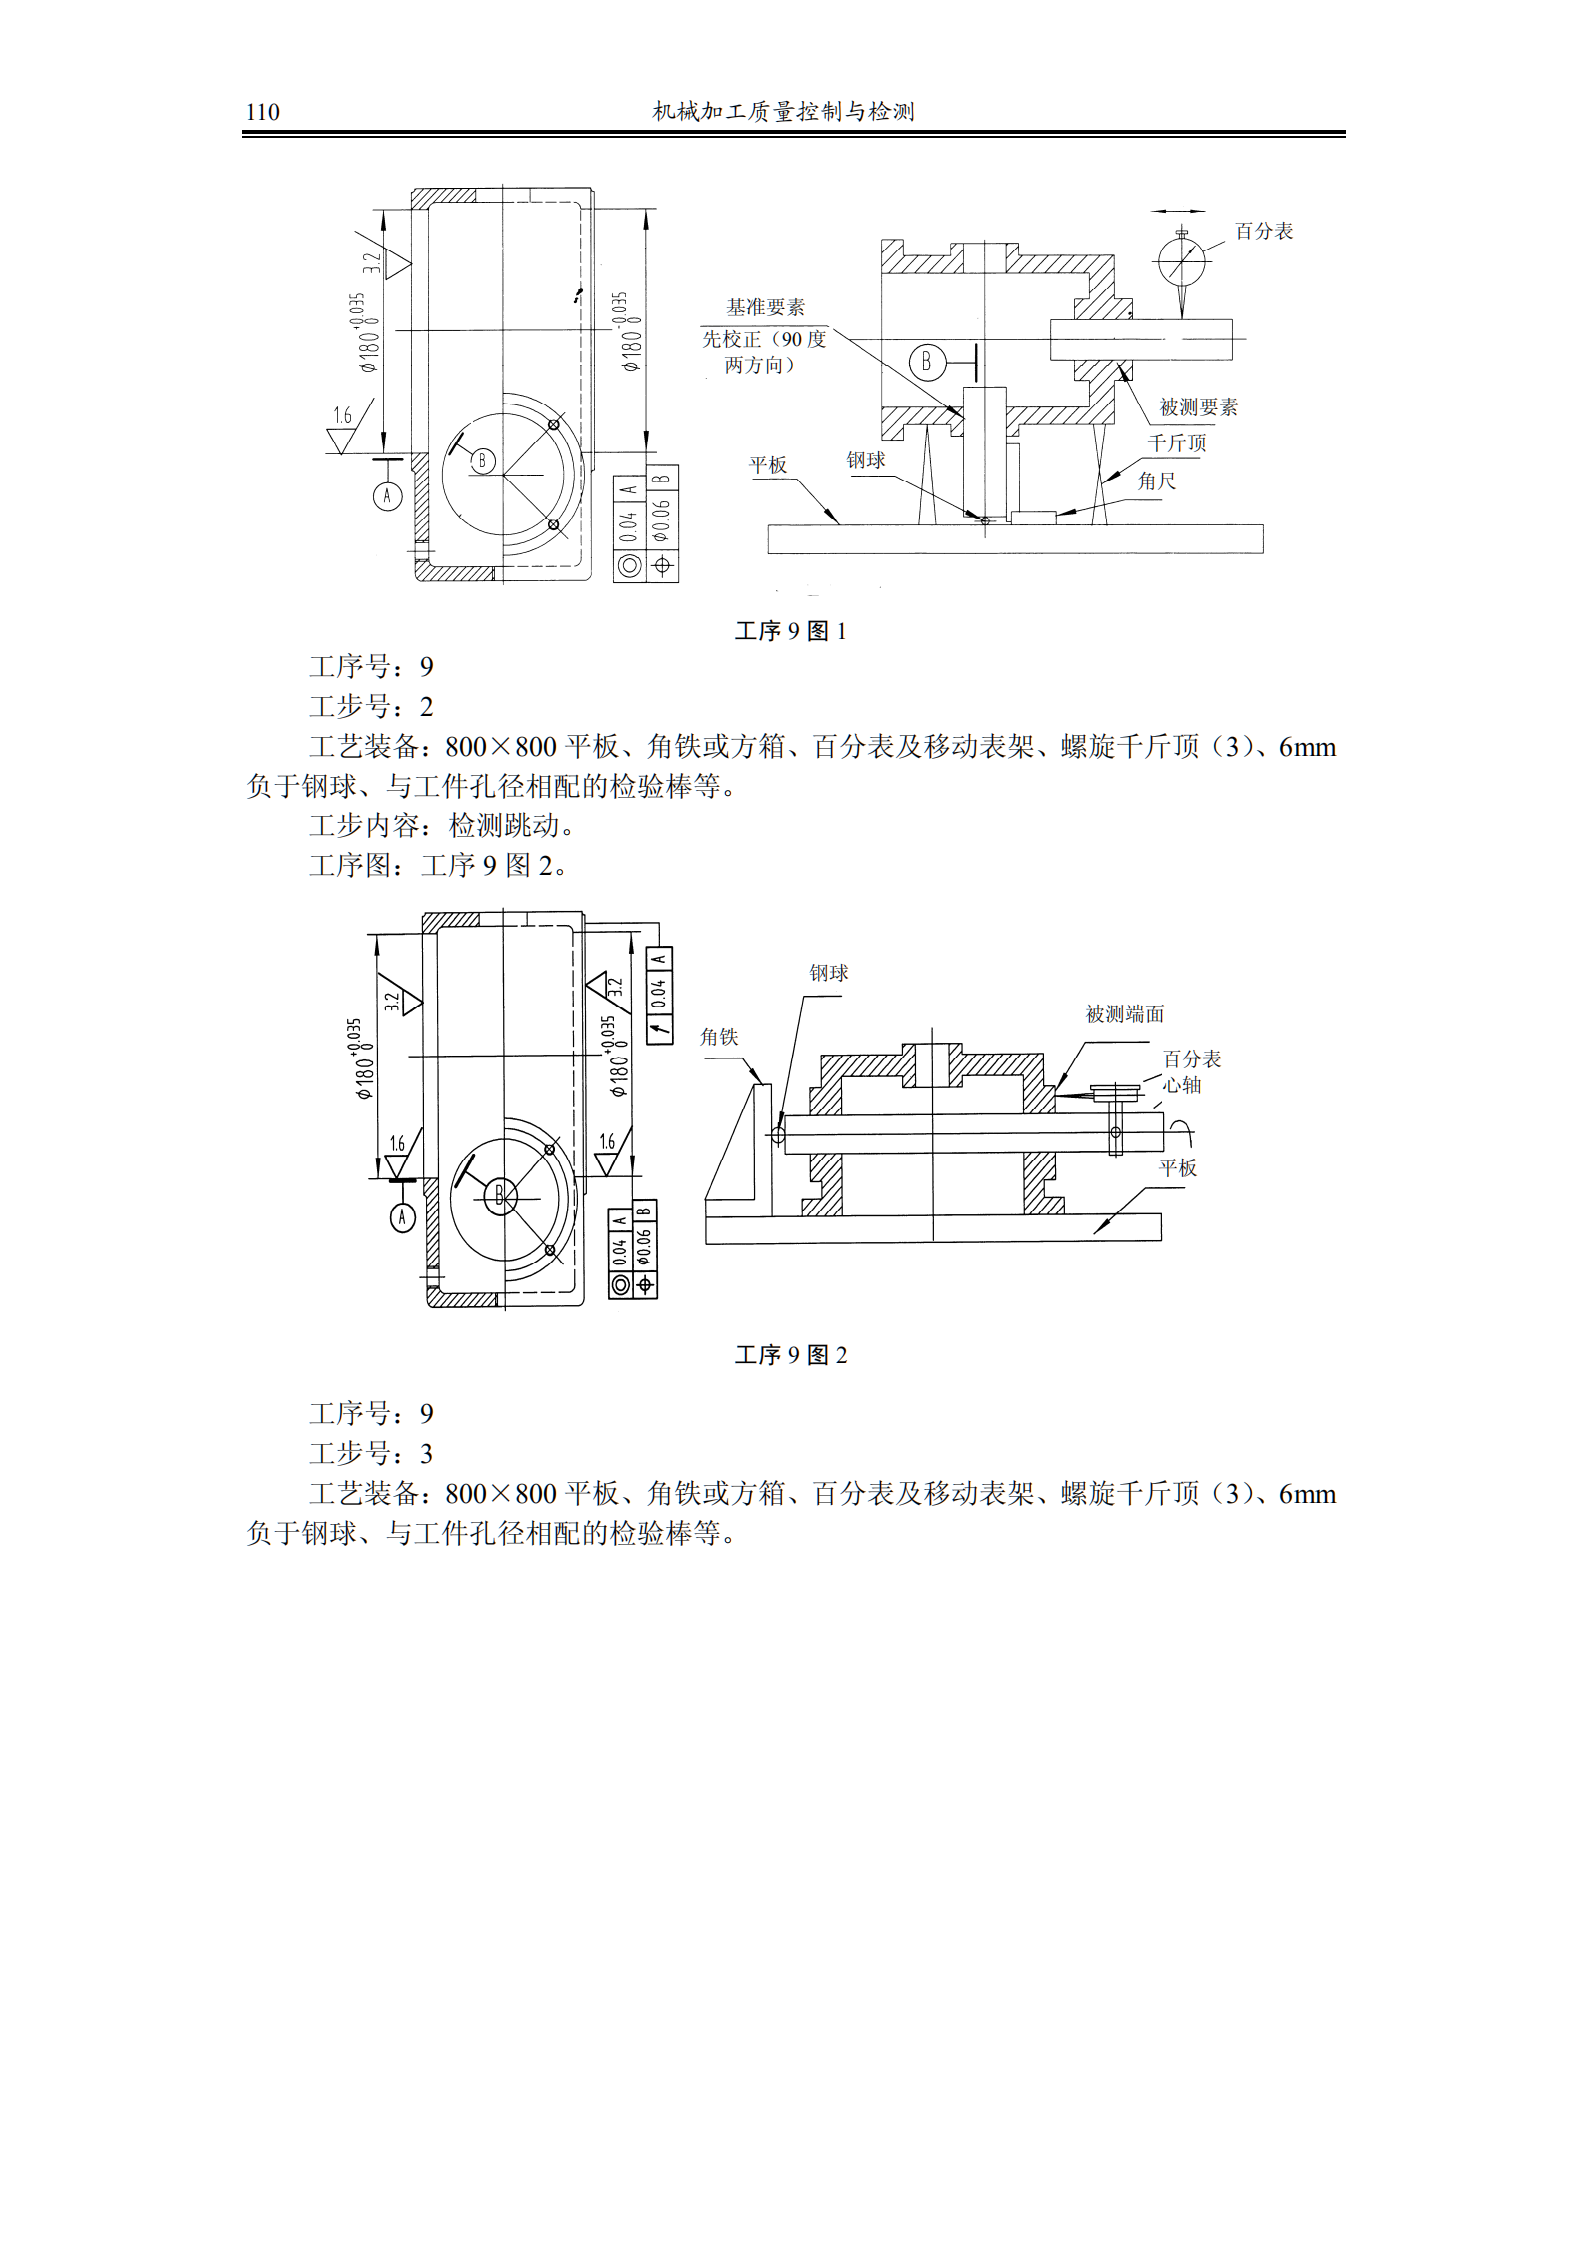 110
机械加工质量控制与检测
3.2
φ180 +0.035 0
1.6
A
B
φ180 -0.035 0
◎ 0.04 A
⌖ φ0.06 B
百分表
基准要素
先校正（90 度
两方向）
B
被测要素
千斤顶
角尺
平板
钢球
工序 9 图 1
工序号：9
工步号：2
工艺装备：800×800 平板、角铁或方箱、百分表及移动表架、螺旋千斤顶（3）、6mm
负于钢球、与工件孔径相配的检验棒等。
工步内容：检测跳动。
工序图：工序 9 图 2。
3.2
φ180 +0.035 0
1.6
A
B
3.2
φ180 +0.035 0
1.6
↗ 0.04 A
◎ 0.04 A
⌖ φ0.06 B
钢球
角铁
被测端面
百分表
心轴
平板
工序 9 图 2
工序号：9
工步号：3
工艺装备：800×800 平板、角铁或方箱、百分表及移动表架、螺旋千斤顶（3）、6mm
负于钢球、与工件孔径相配的检验棒等。